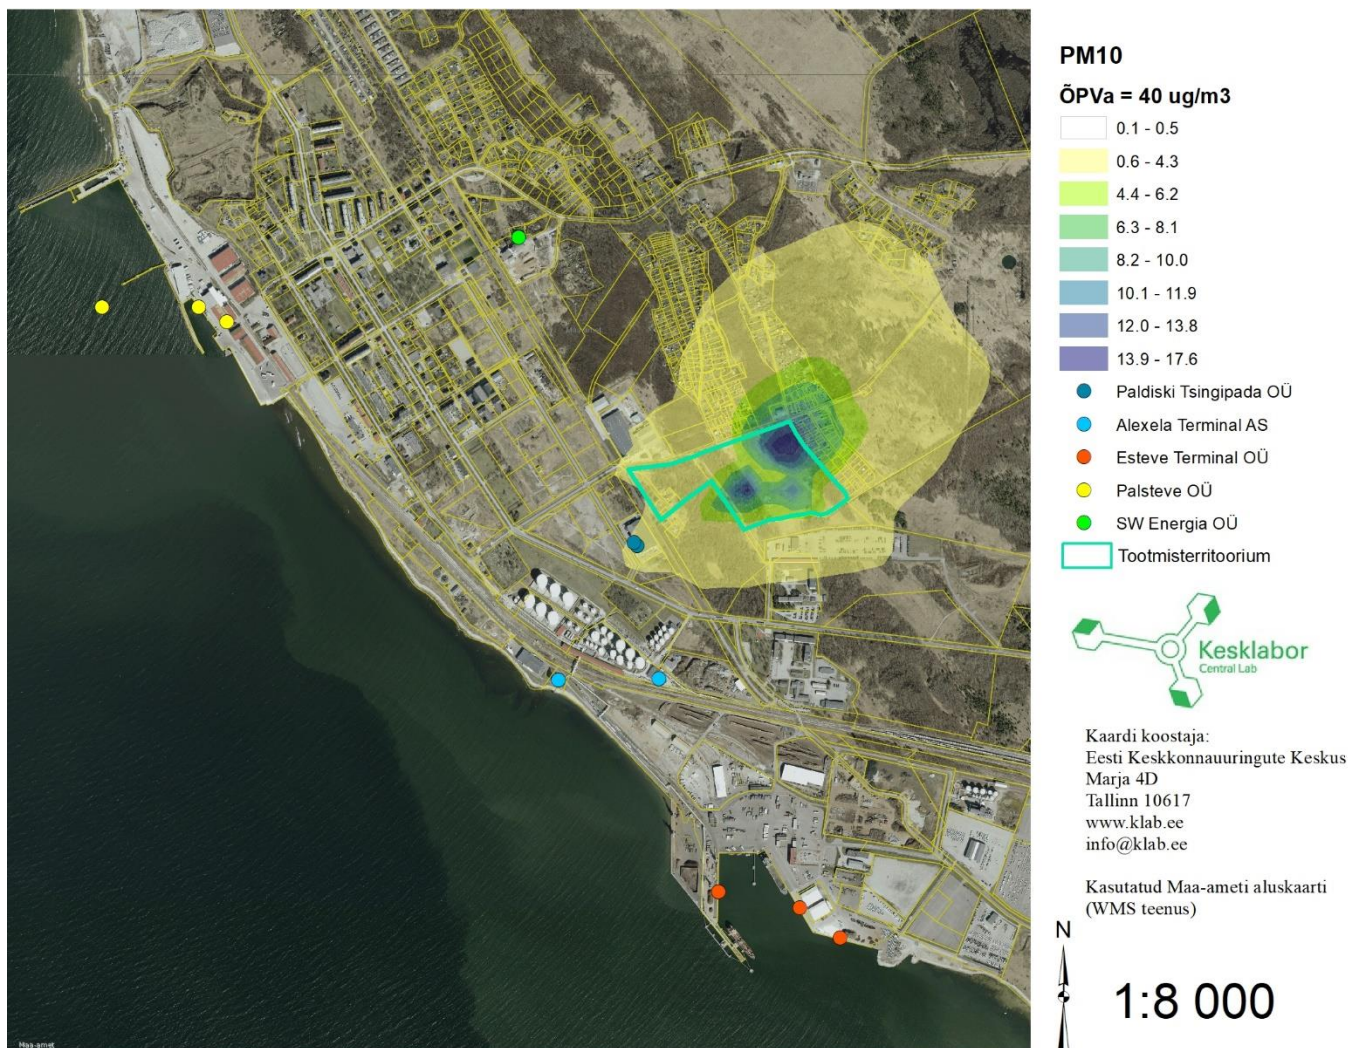 PM10
ÕPVa = 40 ug/m3
0.1 - 0.5
0.6 - 4.3
4.4 - 6.2
6.3 - 8.1
8.2 - 10.0
10.1 - 11.9
12.0 - 13.8
13.9 - 17.6
Paldiski Tsingipada OÜ
Alexela Terminal AS
Esteve Terminal OÜ
Palsteve OÜ
SW Energia OÜ
Tootmisterritoorium
Kesklabor
Central Lab
Kaardi koostaja:
Eesti Keskkonnauuringute Keskus
Marja 4D
Tallinn 10617
www.klab.ee
info@klab.ee
Kasutatud Maa-ameti aluskaarti
(WMS teenus)
N
1:8 000
Maa-amet